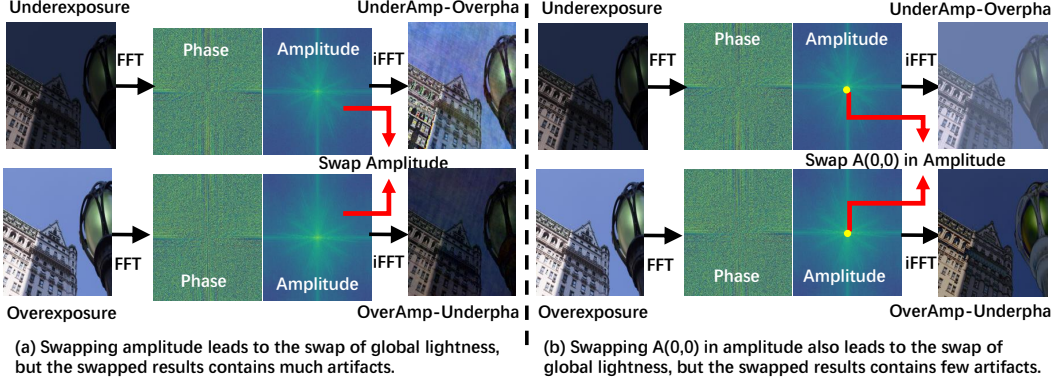 Underexposure
UnderAmp-Overpha
FFT
Phase
Amplitude
iFFT
Swap Amplitude
FFT
Phase
Amplitude
iFFT
Overexposure
OverAmp-Underpha
(a) Swapping amplitude leads to the swap of global lightness,
but the swapped results contains much artifacts.
Underexposure
UnderAmp-Overpha
FFT
Phase
Amplitude
iFFT
Swap A(0,0) in Amplitude
FFT
Phase
Amplitude
iFFT
Overexposure
OverAmp-Underpha
(b) Swapping A(0,0) in amplitude also leads to the swap of
global lightness, but the swapped results contains few artifacts.